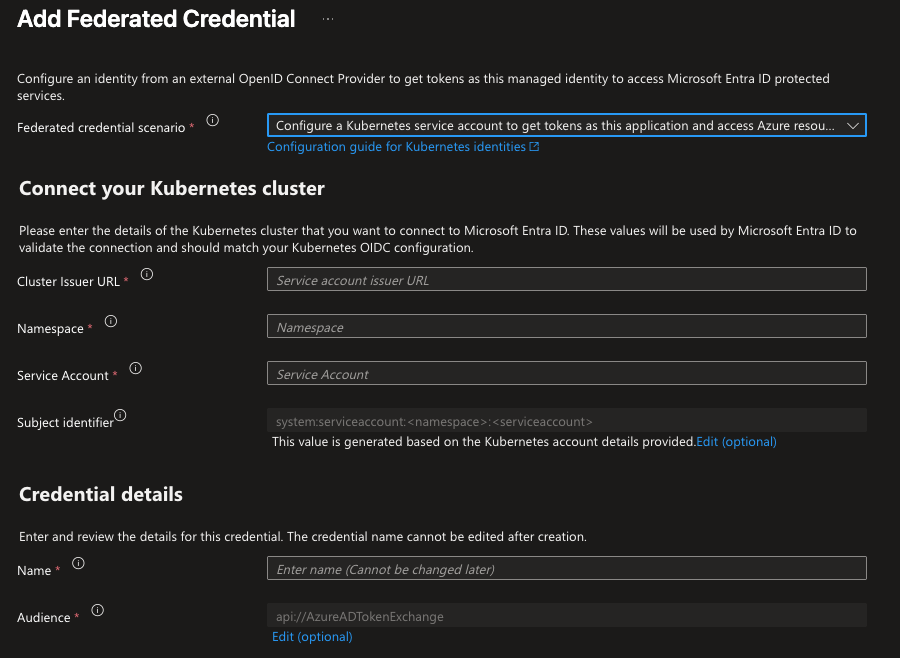 Add Federated Credential ...
Configure an identity from an external OpenID Connect Provider to get tokens as this managed identity to access Microsoft Entra ID protected
services.
Federated credential scenario *
Configure a Kubernetes service account to get tokens as this application and access Azure resou...
Configuration guide for Kubernetes identities
Connect your Kubernetes cluster
Please enter the details of the Kubernetes cluster that you want to connect to Microsoft Entra ID. These values will be used by Microsoft Entra ID to
validate the connection and should match your Kubernetes OIDC configuration.
Cluster Issuer URL *
Service account issuer URL
Namespace *
Namespace
Service Account *
Service Account
Subject identifier
system:serviceaccount:<namespace>:<serviceaccount>
This value is generated based on the Kubernetes account details provided.Edit (optional)
Credential details
Enter and review the details for this credential. The credential name cannot be edited after creation.
Name *
Enter name (Cannot be changed later)
Audience *
api://AzureADTokenExchange
Edit (optional)